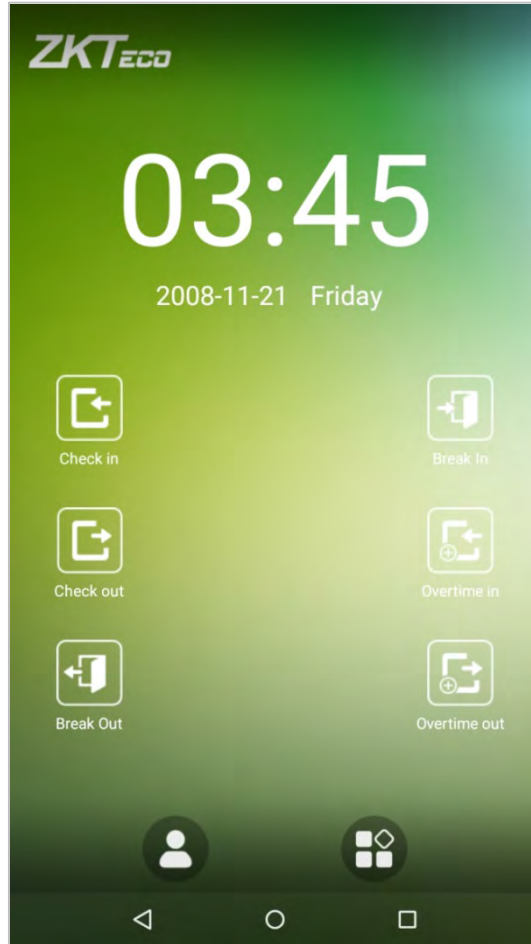 ZKTECO
03:45
2008-11-21 Friday
Check in
Break In
Check out
Overtime in
Break Out
Overtime out